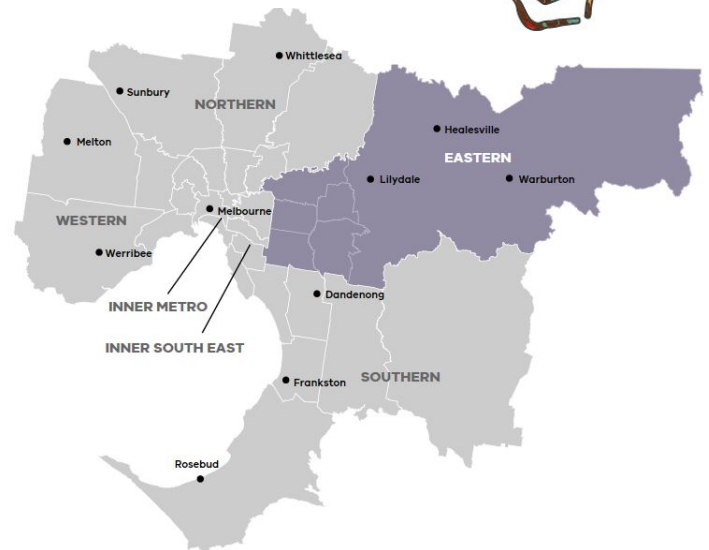 Whittlesea
Sunbury
NORTHERN
Healesville
Melton
EASTERN
Lilydale
Warburton
Melbourne
WESTERN
Werribee
Dandenong
INNER METRO
INNER SOUTH EAST
Frankston
SOUTHERN
Rosebud